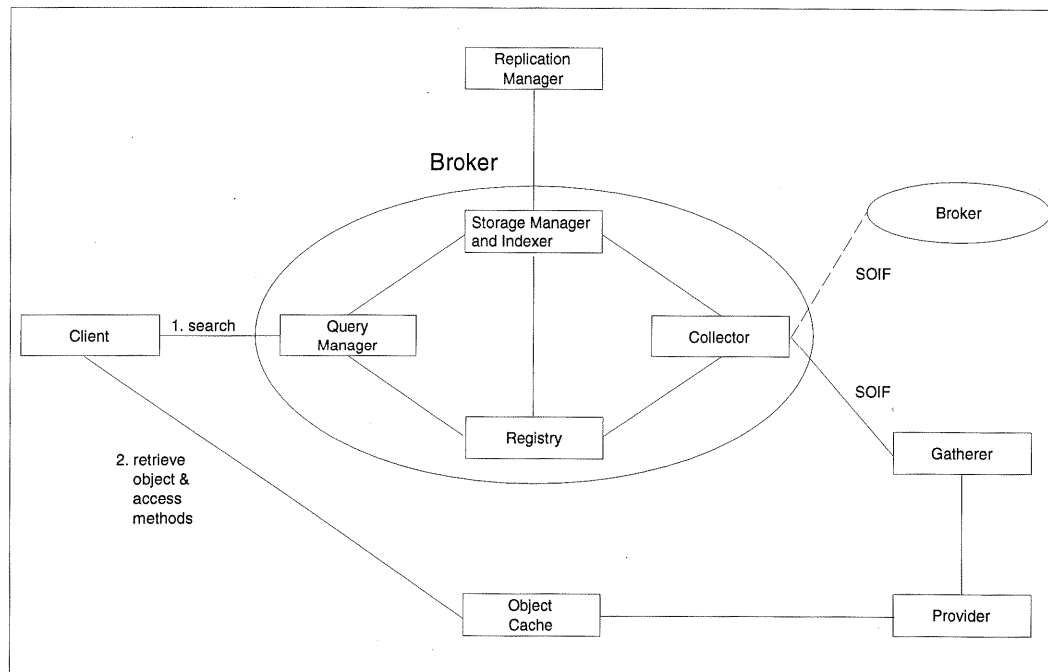 Replication
Manager
Broker
Storage Manager
and Indexer
Broker
SOIF
Client
1. search
Query
Manager
Collector
SOIF
Registry
Gatherer
2. retrieve
object &
access
methods
Object
Cache
Provider